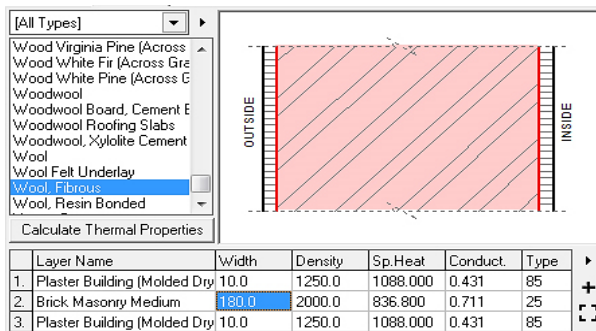 [All Types]
Wood Virginia Pine (Across
Wood White Fir (Across Gra
Wood White Pine (Across G
Woodwool
Woodwool Board, Cement B
Woodwool Roofing Slabs
Woodwool, Xylolite Cement
Wool
Wool Felt Underlay
Wool, Fibrous
Wool, Resin Bonded
Calculate Thermal Properties
OUTSIDE
INSIDE
Layer Name Width Density Sp.Heat Conduct. Type
1. Plaster Building (Molded Dry 10.0 1250.0 1088.000 0.431 85
2. Brick Masonry Medium 180.0 2000.0 836.800 0.711 25
3. Plaster Building (Molded Dry 10.0 1250.0 1088.000 0.431 85